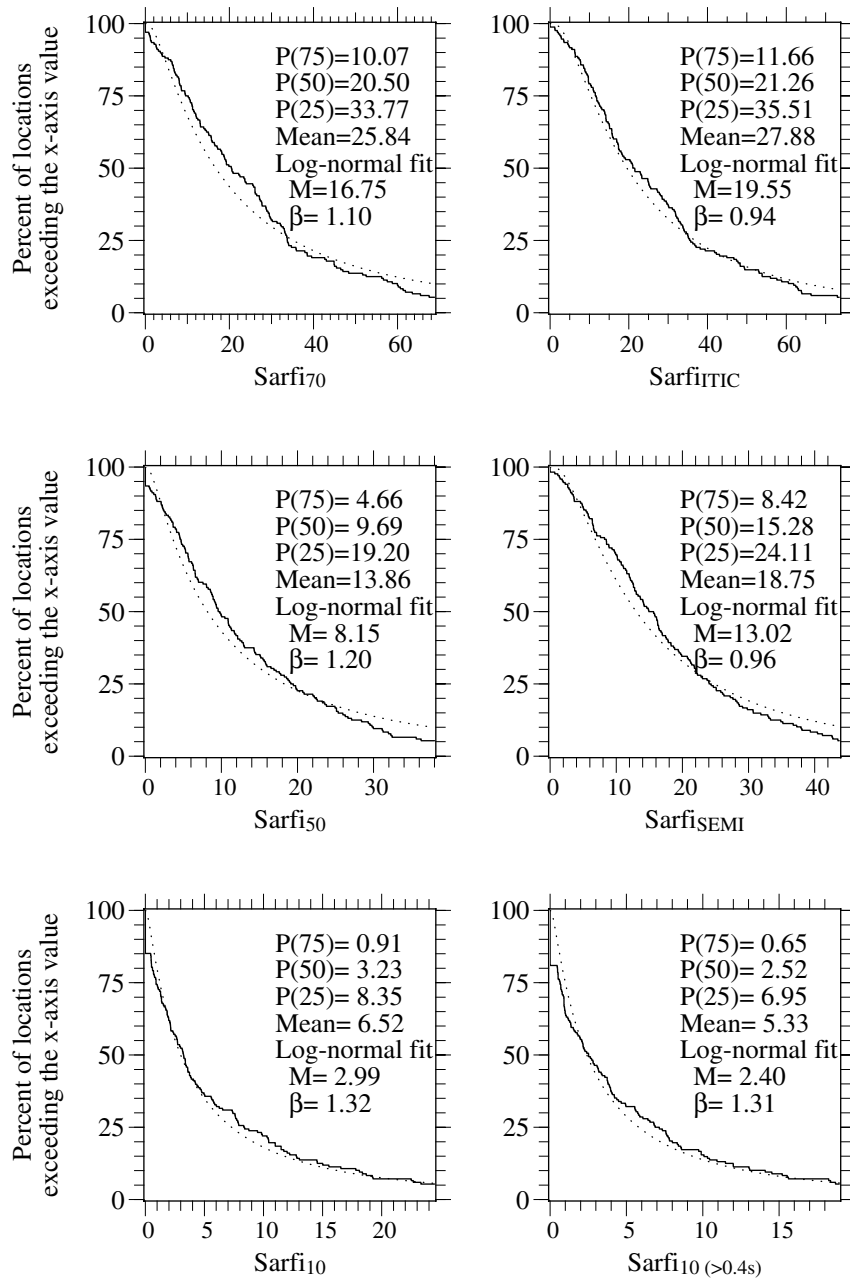 Percent of locations
exceeding the x-axis value
100
75
50
25
0
P(75)=10.07
P(50)=20.50
P(25)=33.77
Mean=25.84
Log-normal fit
M=16.75
β= 1.10
0 20 40 60
Sarfi70
100
75
50
25
0
P(75)=11.66
P(50)=21.26
P(25)=35.51
Mean=27.88
Log-normal fit
M=19.55
β= 0.94
0 20 40 60
SarfiITIC
Percent of locations
exceeding the x-axis value
100
75
50
25
0
P(75)= 4.66
P(50)= 9.69
P(25)=19.20
Mean=13.86
Log-normal fit
M= 8.15
β= 1.20
0 10 20 30
Sarfi50
100
75
50
25
0
P(75)= 8.42
P(50)=15.28
P(25)=24.11
Mean=18.75
Log-normal fit
M=13.02
β= 0.96
0 10 20 30 40
SarfiSEMI
Percent of locations
exceeding the x-axis value
100
75
50
25
0
P(75)= 0.91
P(50)= 3.23
P(25)= 8.35
Mean= 6.52
Log-normal fit
M= 2.99
β= 1.32
0 5 10 15 20
Sarfi10
100
75
50
25
0
P(75)= 0.65
P(50)= 2.52
P(25)= 6.95
Mean= 5.33
Log-normal fit
M= 2.40
β= 1.31
0 5 10 15
Sarfi10 (>0.4s)